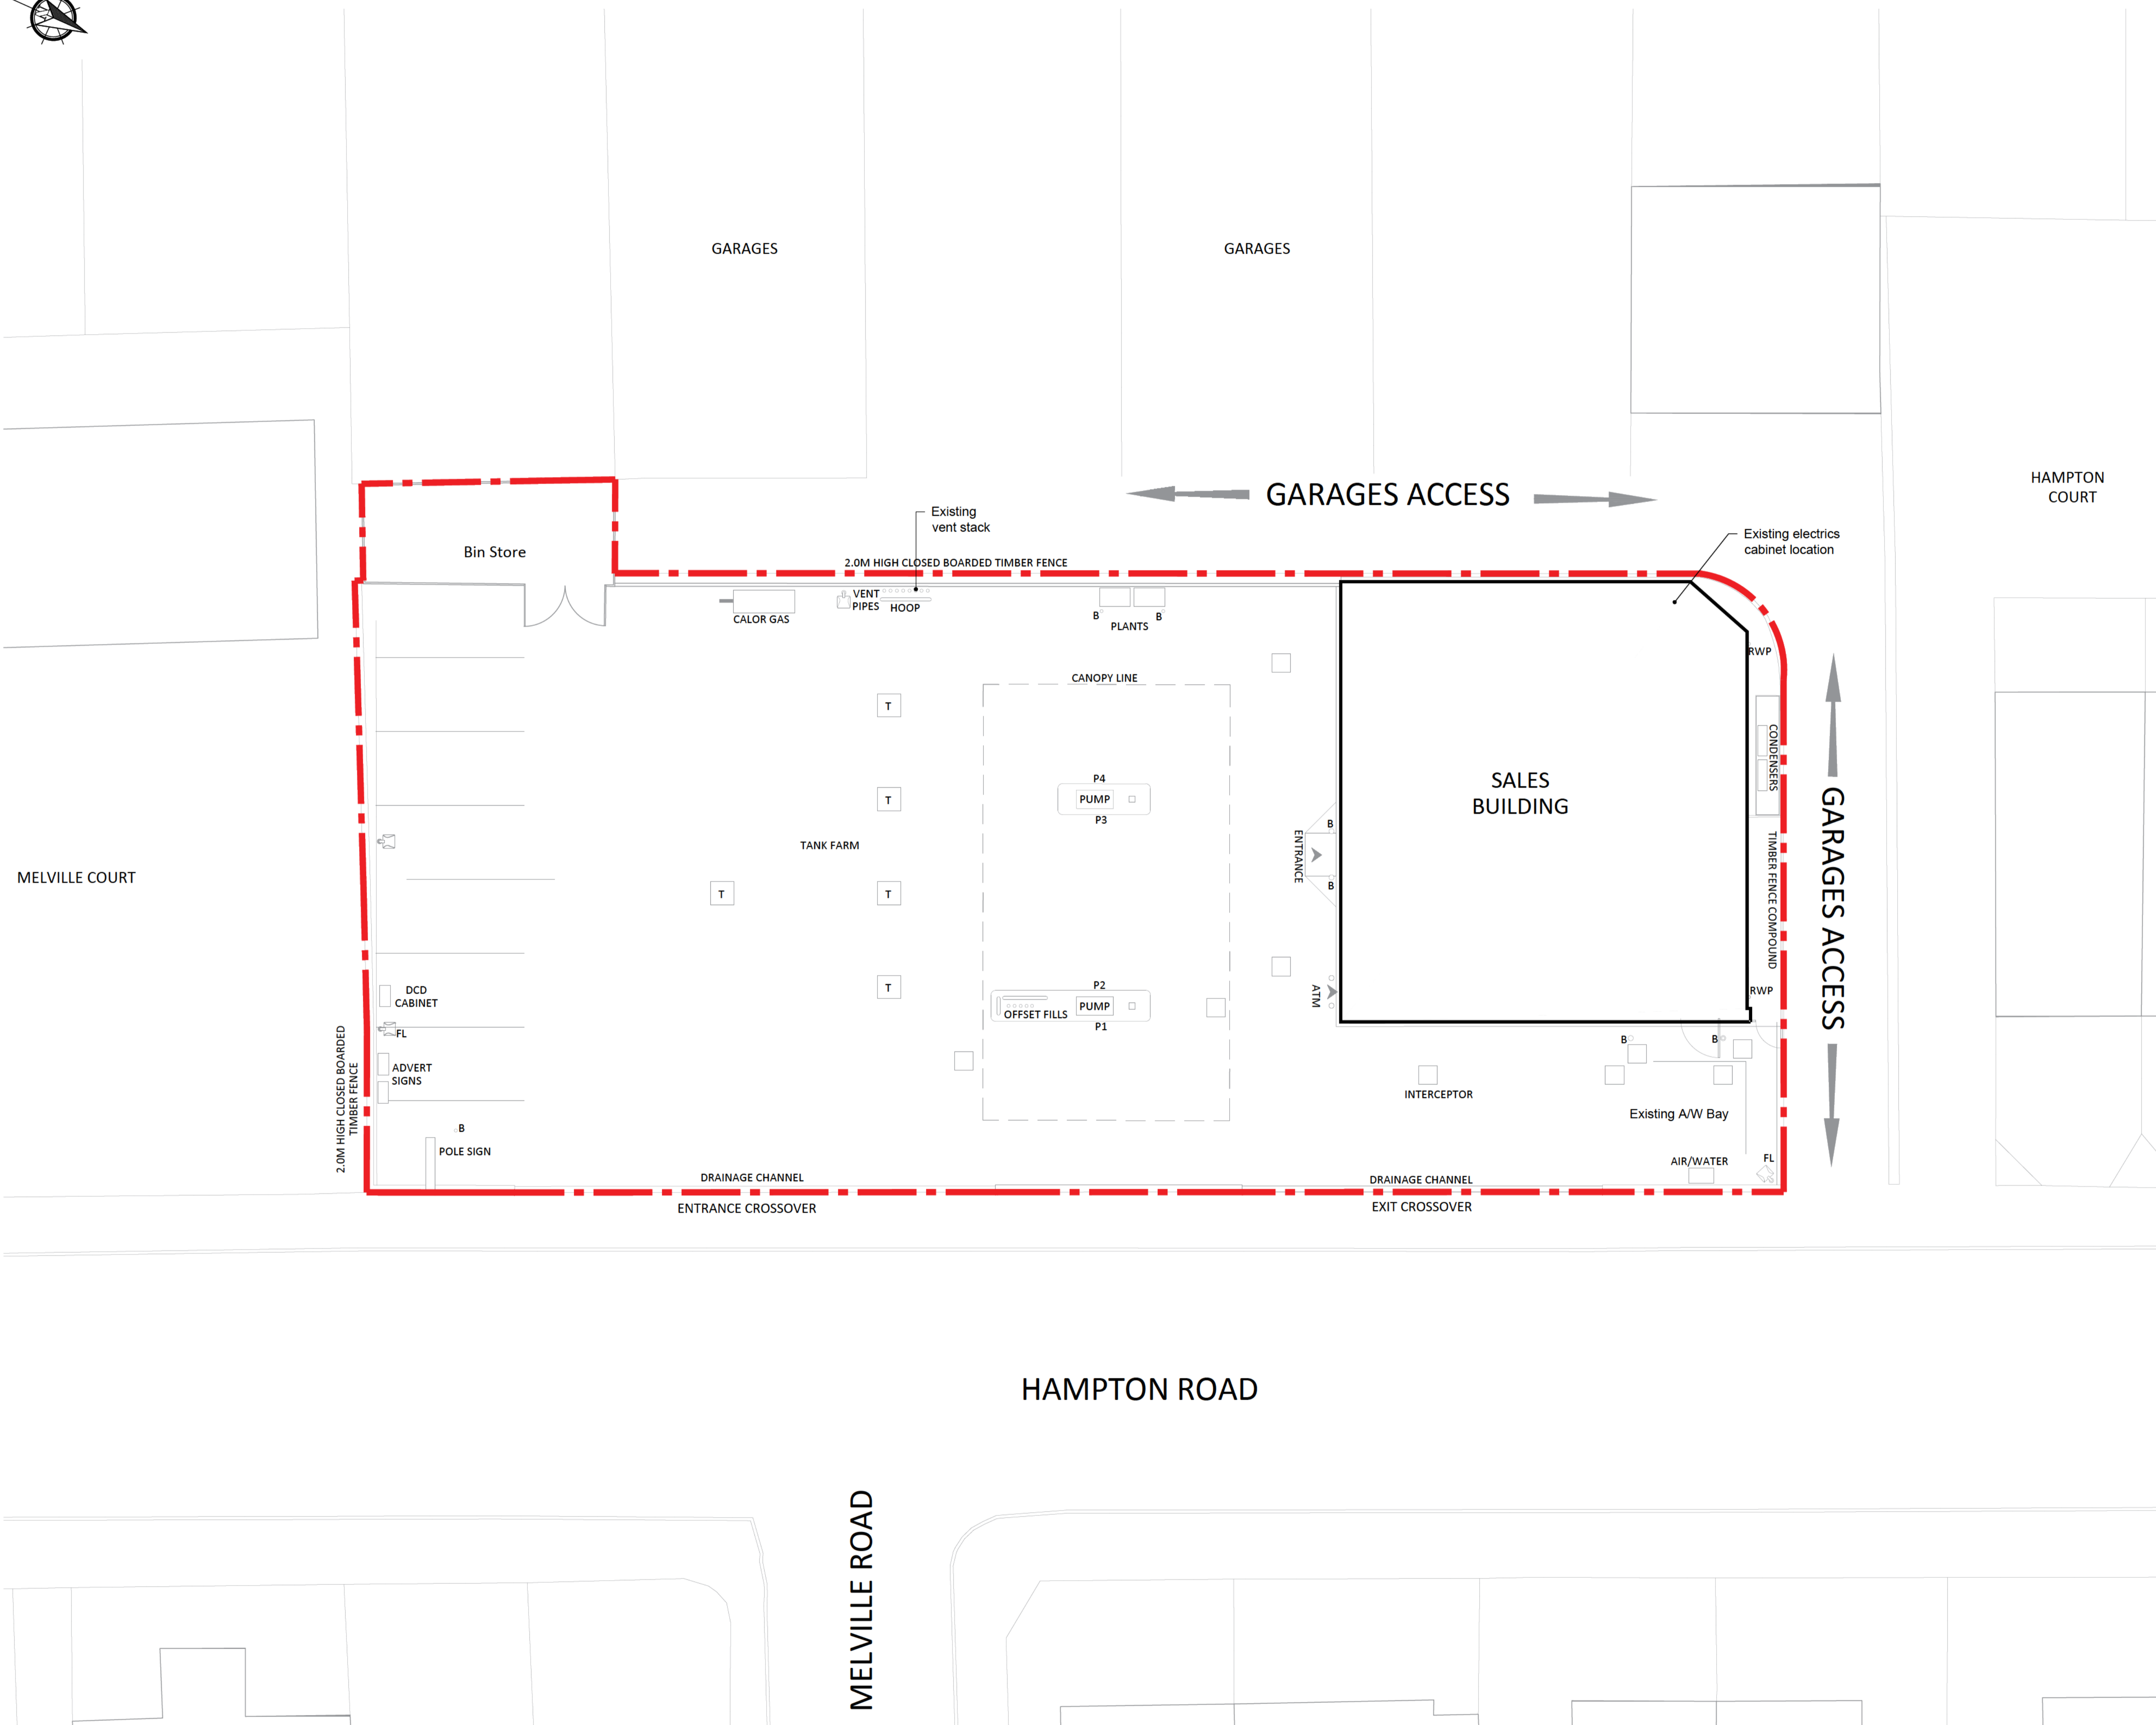 GARAGES
GARAGES
HAMPTON
COURT
GARAGES ACCESS
Existing
vent stack
Existing electrics
cabinet location
Bin Store
2.0M HIGH CLOSED BOARDED TIMBER FENCE
CALOR GAS
VENT
PIPES
HOOP
B
B
PLANTS
RWP
CANOPY LINE
T
CONDENSERS
P4
PUMP
P3
T
SALES
BUILDING
B
ENTRANCE
B
TANK FARM
MELVILLE COURT
T
T
TIMBER FENCE COMPOUND
GARAGES ACCESS
DCD
CABINET
T
P2
OFFSET FILLS
PUMP
P1
ATM
RWP
FL
B
B
ADVERT
SIGNS
2.0M HIGH CLOSED BOARDED
TIMBER FENCE
INTERCEPTOR
Existing A/W Bay
B
POLE SIGN
AIR/WATER
FL
DRAINAGE CHANNEL
DRAINAGE CHANNEL
ENTRANCE CROSSOVER
EXIT CROSSOVER
HAMPTON ROAD
MELVILLE ROAD